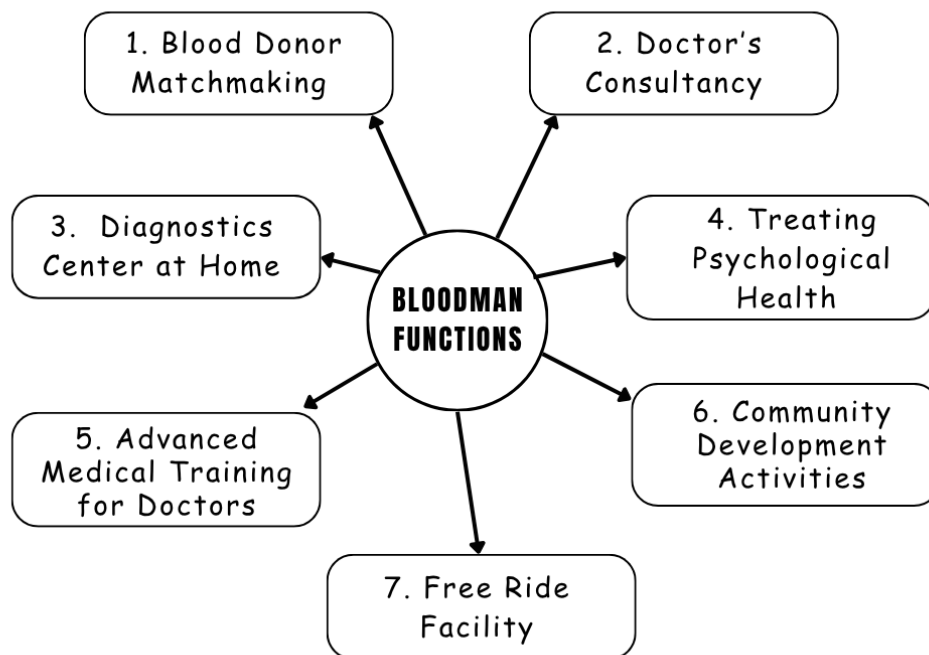 1. Blood Donor
Matchmaking
2. Doctor's
Consultancy
3. Diagnostics
Center at Home
4. Treating
Psychological
Health
BLOODMAN
FUNCTIONS
5. Advanced
Medical Training
for Doctors
6. Community
Development
Activities
7. Free Ride
Facility